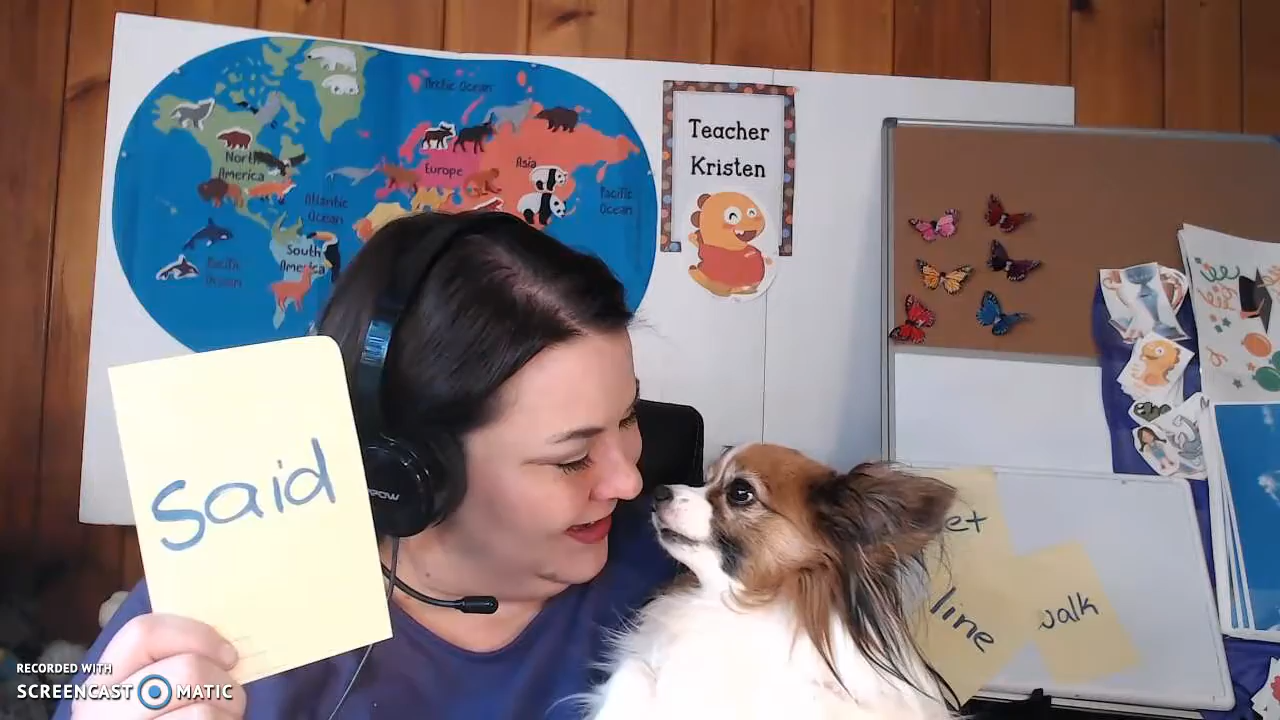 Arctic Ocean
North
America
Europe
Asia
Atlantic
Ocean
Pacific
Ocean
South
America
Pacific
Ocean
Teacher
Kristen
said
line
walk
RECORDED WITH
SCREENCAST MATIC